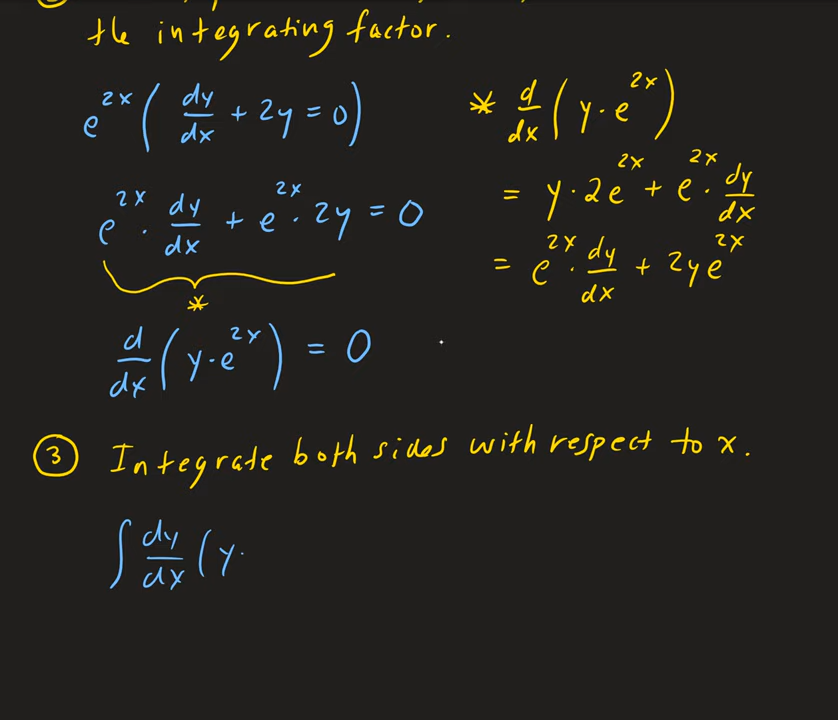 the integrating factor.
e^{2x} ( dy/dx + 2y = 0 )
e^{2x} · dy/dx + e^{2x} · 2y = 0
*
d/dx ( y · e^{2x} ) = 0
* d/dx ( y · e^{2x} )
= y · 2e^{2x} + e^{2x} · dy/dx
= e^{2x} · dy/dx + 2ye^{2x}
③ Integrate both sides with respect to x.
∫ dy/dx ( y ·